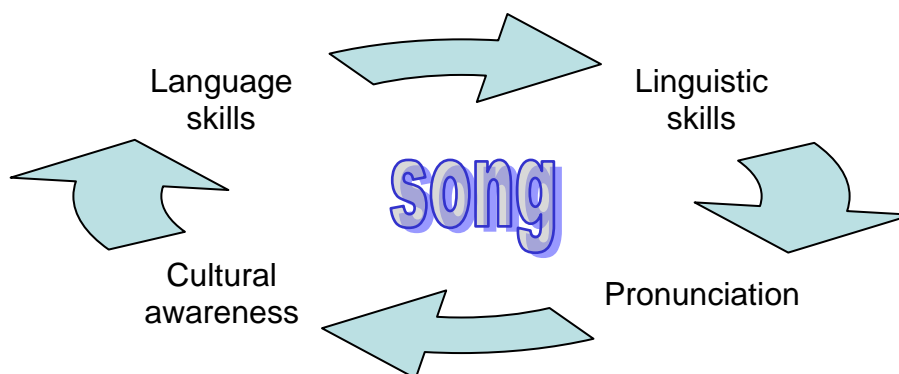 Language
skills
Linguistic
skills
song
Cultural
awareness
Pronunciation